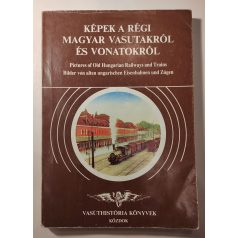 KÉPEK A RÉGI
MAGYAR VASUTAKRÓL
ÉS VONATOKRÓL
Pictures of Old Hungarian Railways and Trains
Bilder von alten ungarischen Eisenbahnen und Zügen
VASÚTHISTÓRIA KÖNYVEK
KÖZDOK